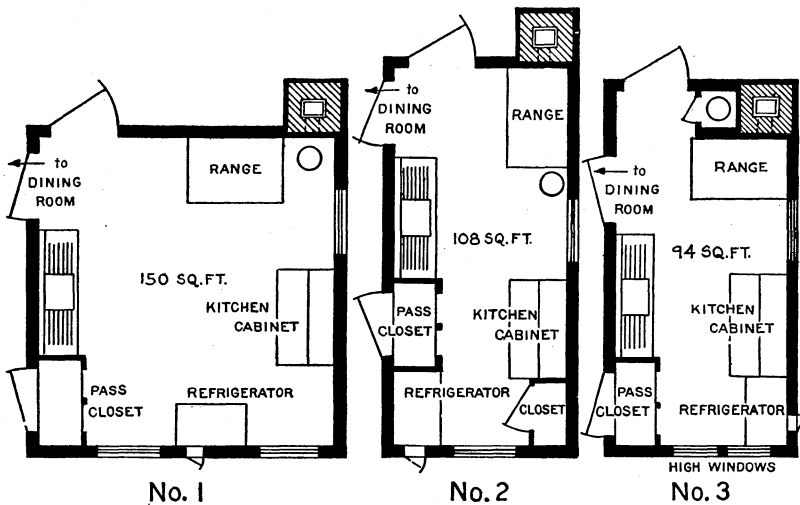 to
DINING
ROOM
RANGE
150 SQ.FT.
KITCHEN
CABINET
PASS
CLOSET
REFRIGERATOR
No. 1
to
DINING
ROOM
RANGE
108 SQ.FT.
PASS
CLOSET
KITCHEN
CABINET
REFRIGERATOR
CLOSET
No. 2
to
DINING
ROOM
RANGE
94 SQ.FT.
KITCHEN
CABINET
PASS
CLOSET
REFRIGERATOR
HIGH WINDOWS
No. 3